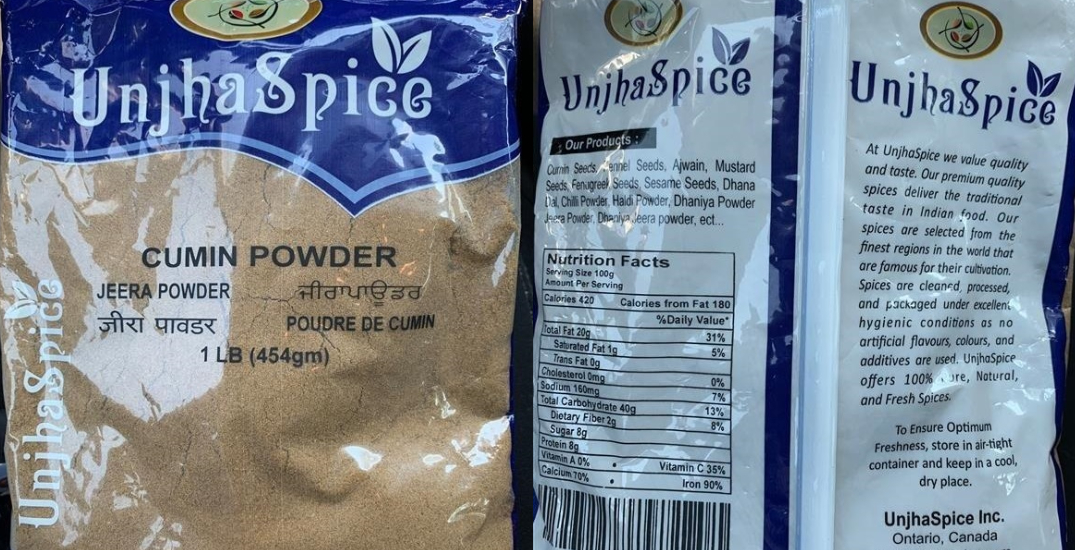 UnjhaSpice
CUMIN POWDER
JEERA POWDER
ਜੀਰਾਪਾਊਡਰ
ज़ीरा पावडर
POUDRE DE CUMIN
1 LB (454gm)
UnjhaSpice
UnjhaSpice
Our Products :
Cumin Seeds, Fennel Seeds, Ajwain, Mustard
Seeds, Fenugreek Seeds, Sesame Seeds, Dhana
Dal, Chilli Powder, Haldi Powder, Dhaniya Powder
Jeera Powder, Dhaniya Jeera powder, ect...
Nutrition Facts
Serving Size 100g
Amount Per Serving
Calories 420 Calories from Fat 180
%Daily Value*
Total Fat 20g 31%
Saturated Fat 1g 5%
Trans Fat 0g
Cholesterol 0mg 0%
Sodium 160mg 7%
Total Carbohydrate 40g 13%
Dietary Fiber 2g 8%
Sugar 8g
Protein 8g
Vitamin A 0% • Vitamin C 35%
Calcium 70% • Iron 90%
UnjhaSpice
At UnjhaSpice we value quality
and taste. Our premium quality
spices deliver the traditional
taste in Indian food. Our
spices are selected from the
finest regions in the world that
are famous for their cultivation.
Spices are cleaned, processed,
and packaged under excellent
hygienic conditions as no
artificial flavours, colours, and
additives are used. UnjhaSpice
offers 100% Pure, Natural,
and Fresh Spices.
To Ensure Optimum
Freshness, store in air-tight
container and keep in a cool,
dry place.
UnjhaSpice Inc.
Ontario, Canada